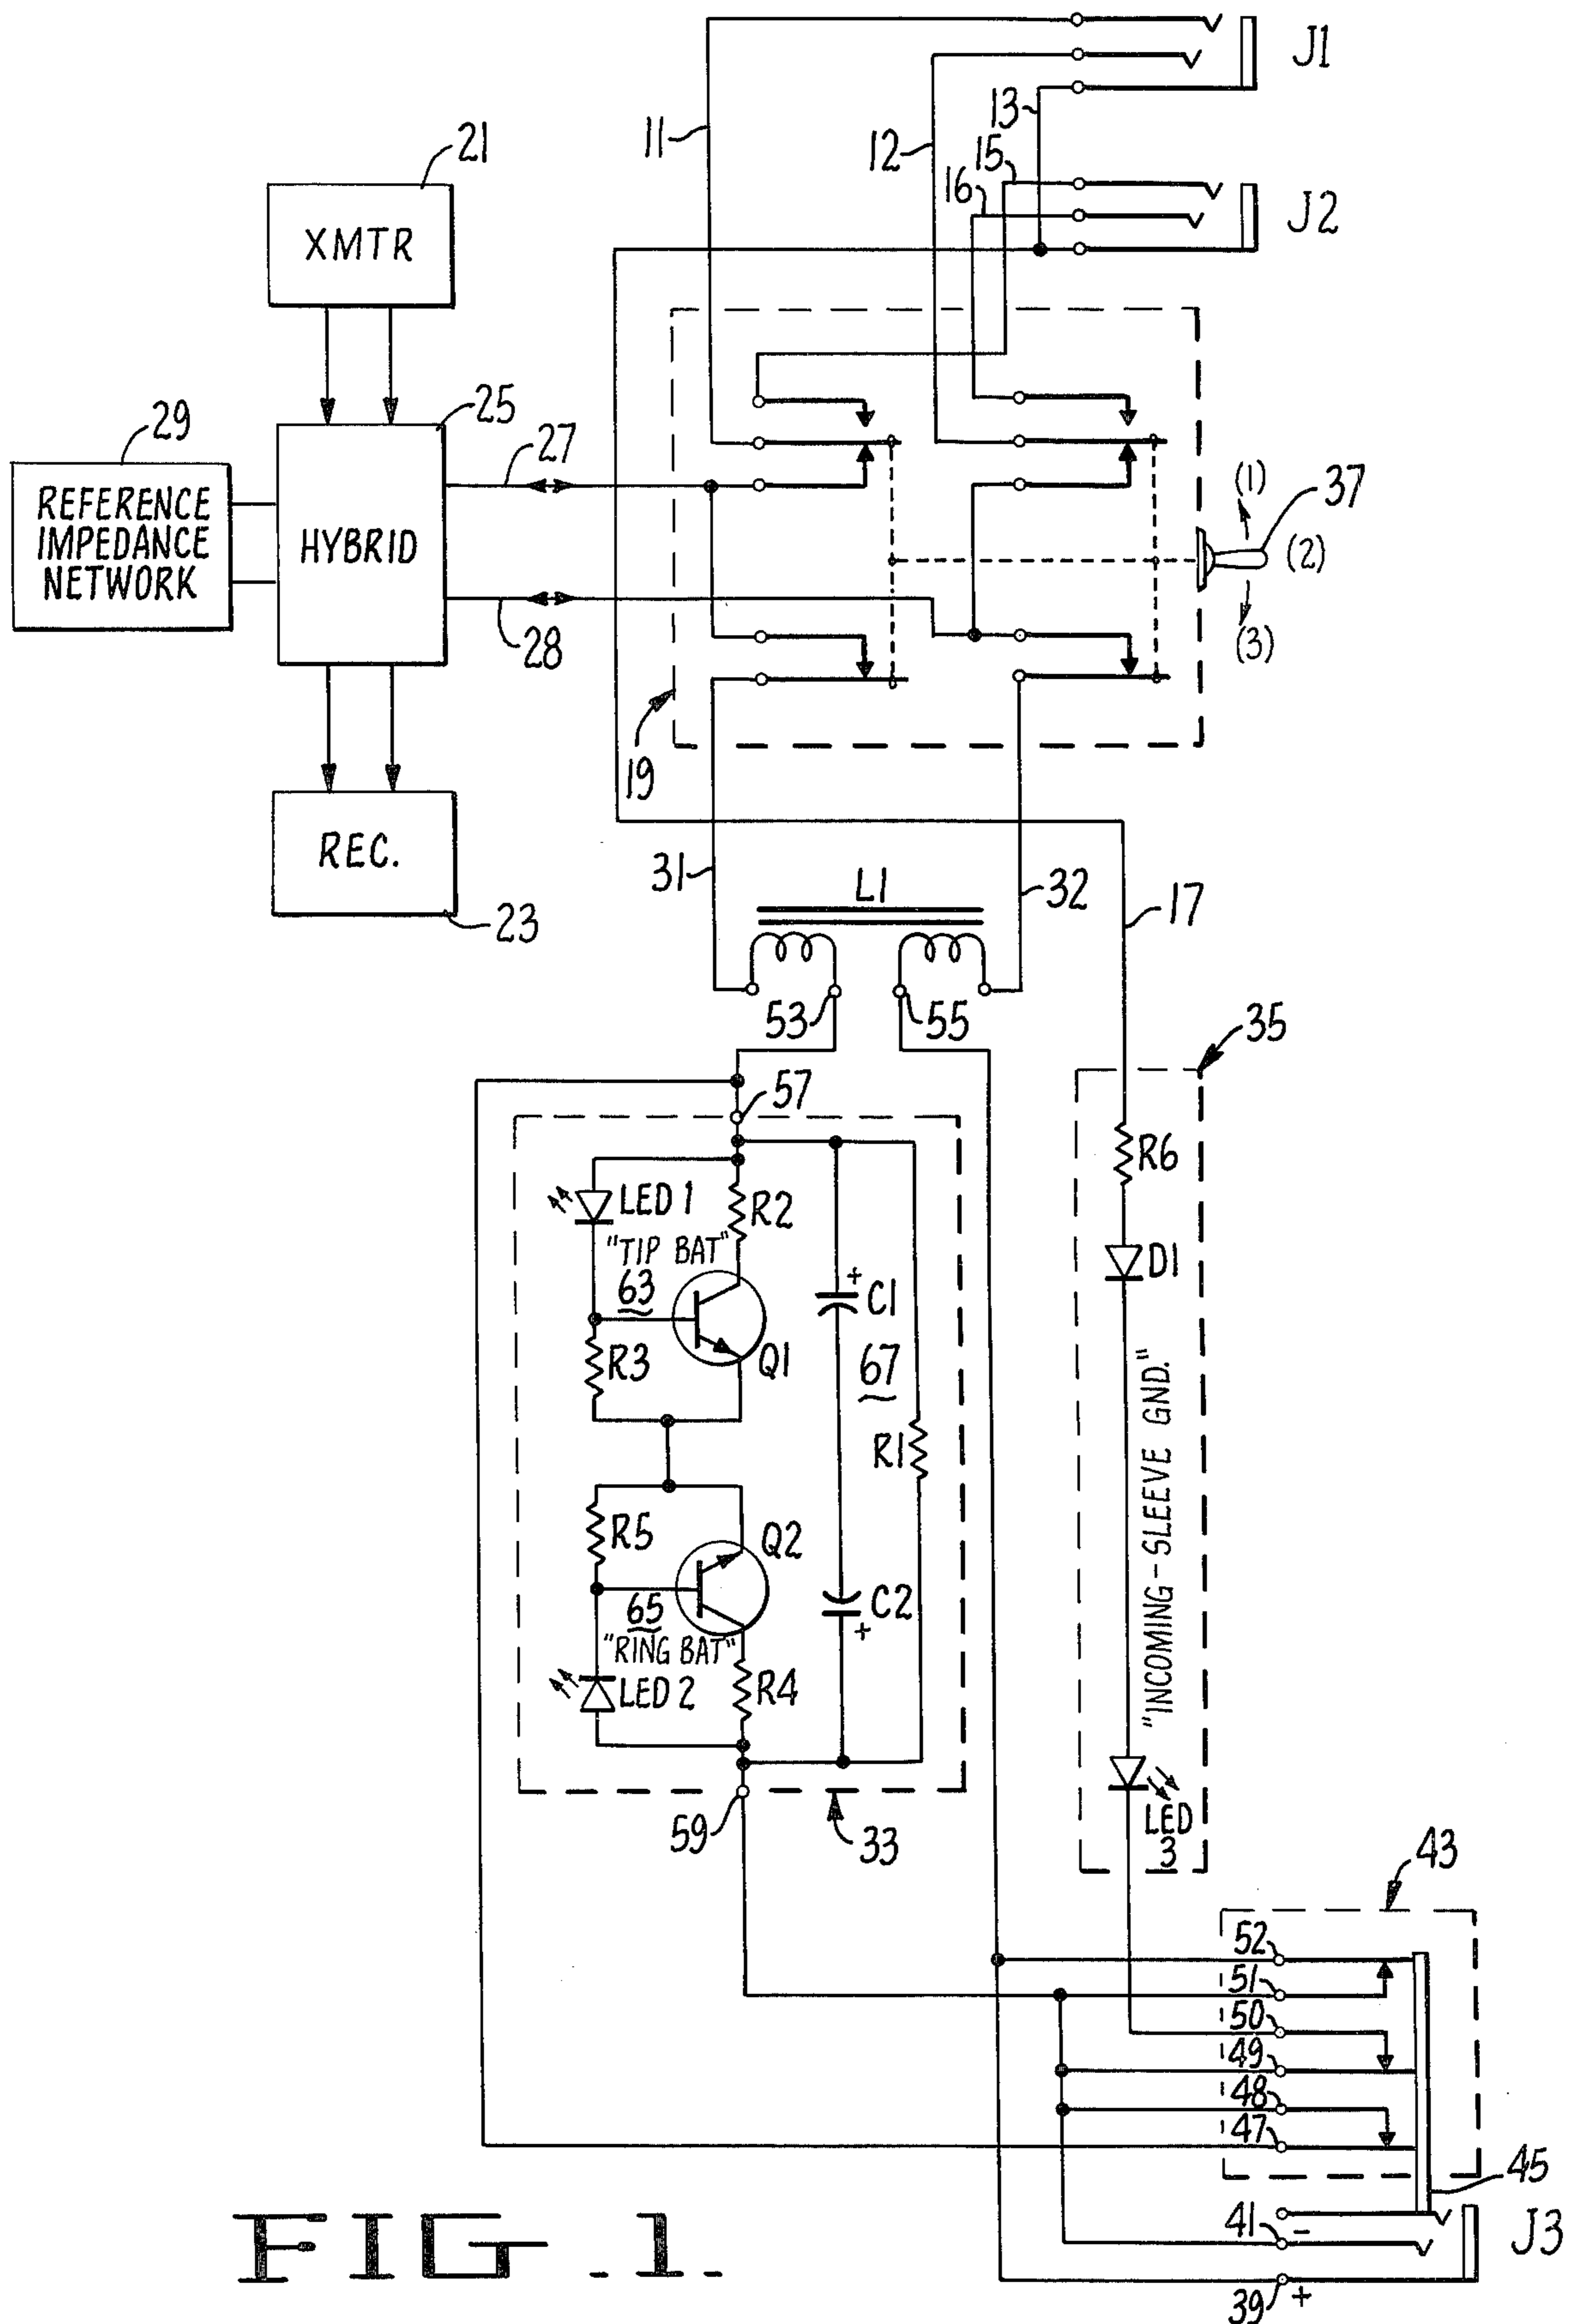 J1
11
12
13
15
16
J2
21
XMTR
25
27
29
REFERENCE
IMPEDANCE
NETWORK
HYBRID
28
(1)
37
(2)
(3)
19
REC.
23
31
L1
32
17
53
55
35
57
LED 1
R2
"TIP BAT"
63
R3
Q1
C1
67
R1
R6
D1
"INCOMING-SLEEVE GND."
R5
Q2
65
"RING BAT"
LED 2
R4
+
C2
+
59
33
LED
3
43
52
51
50
49
48
47
45
41
-
J3
39
+
FIG_1_